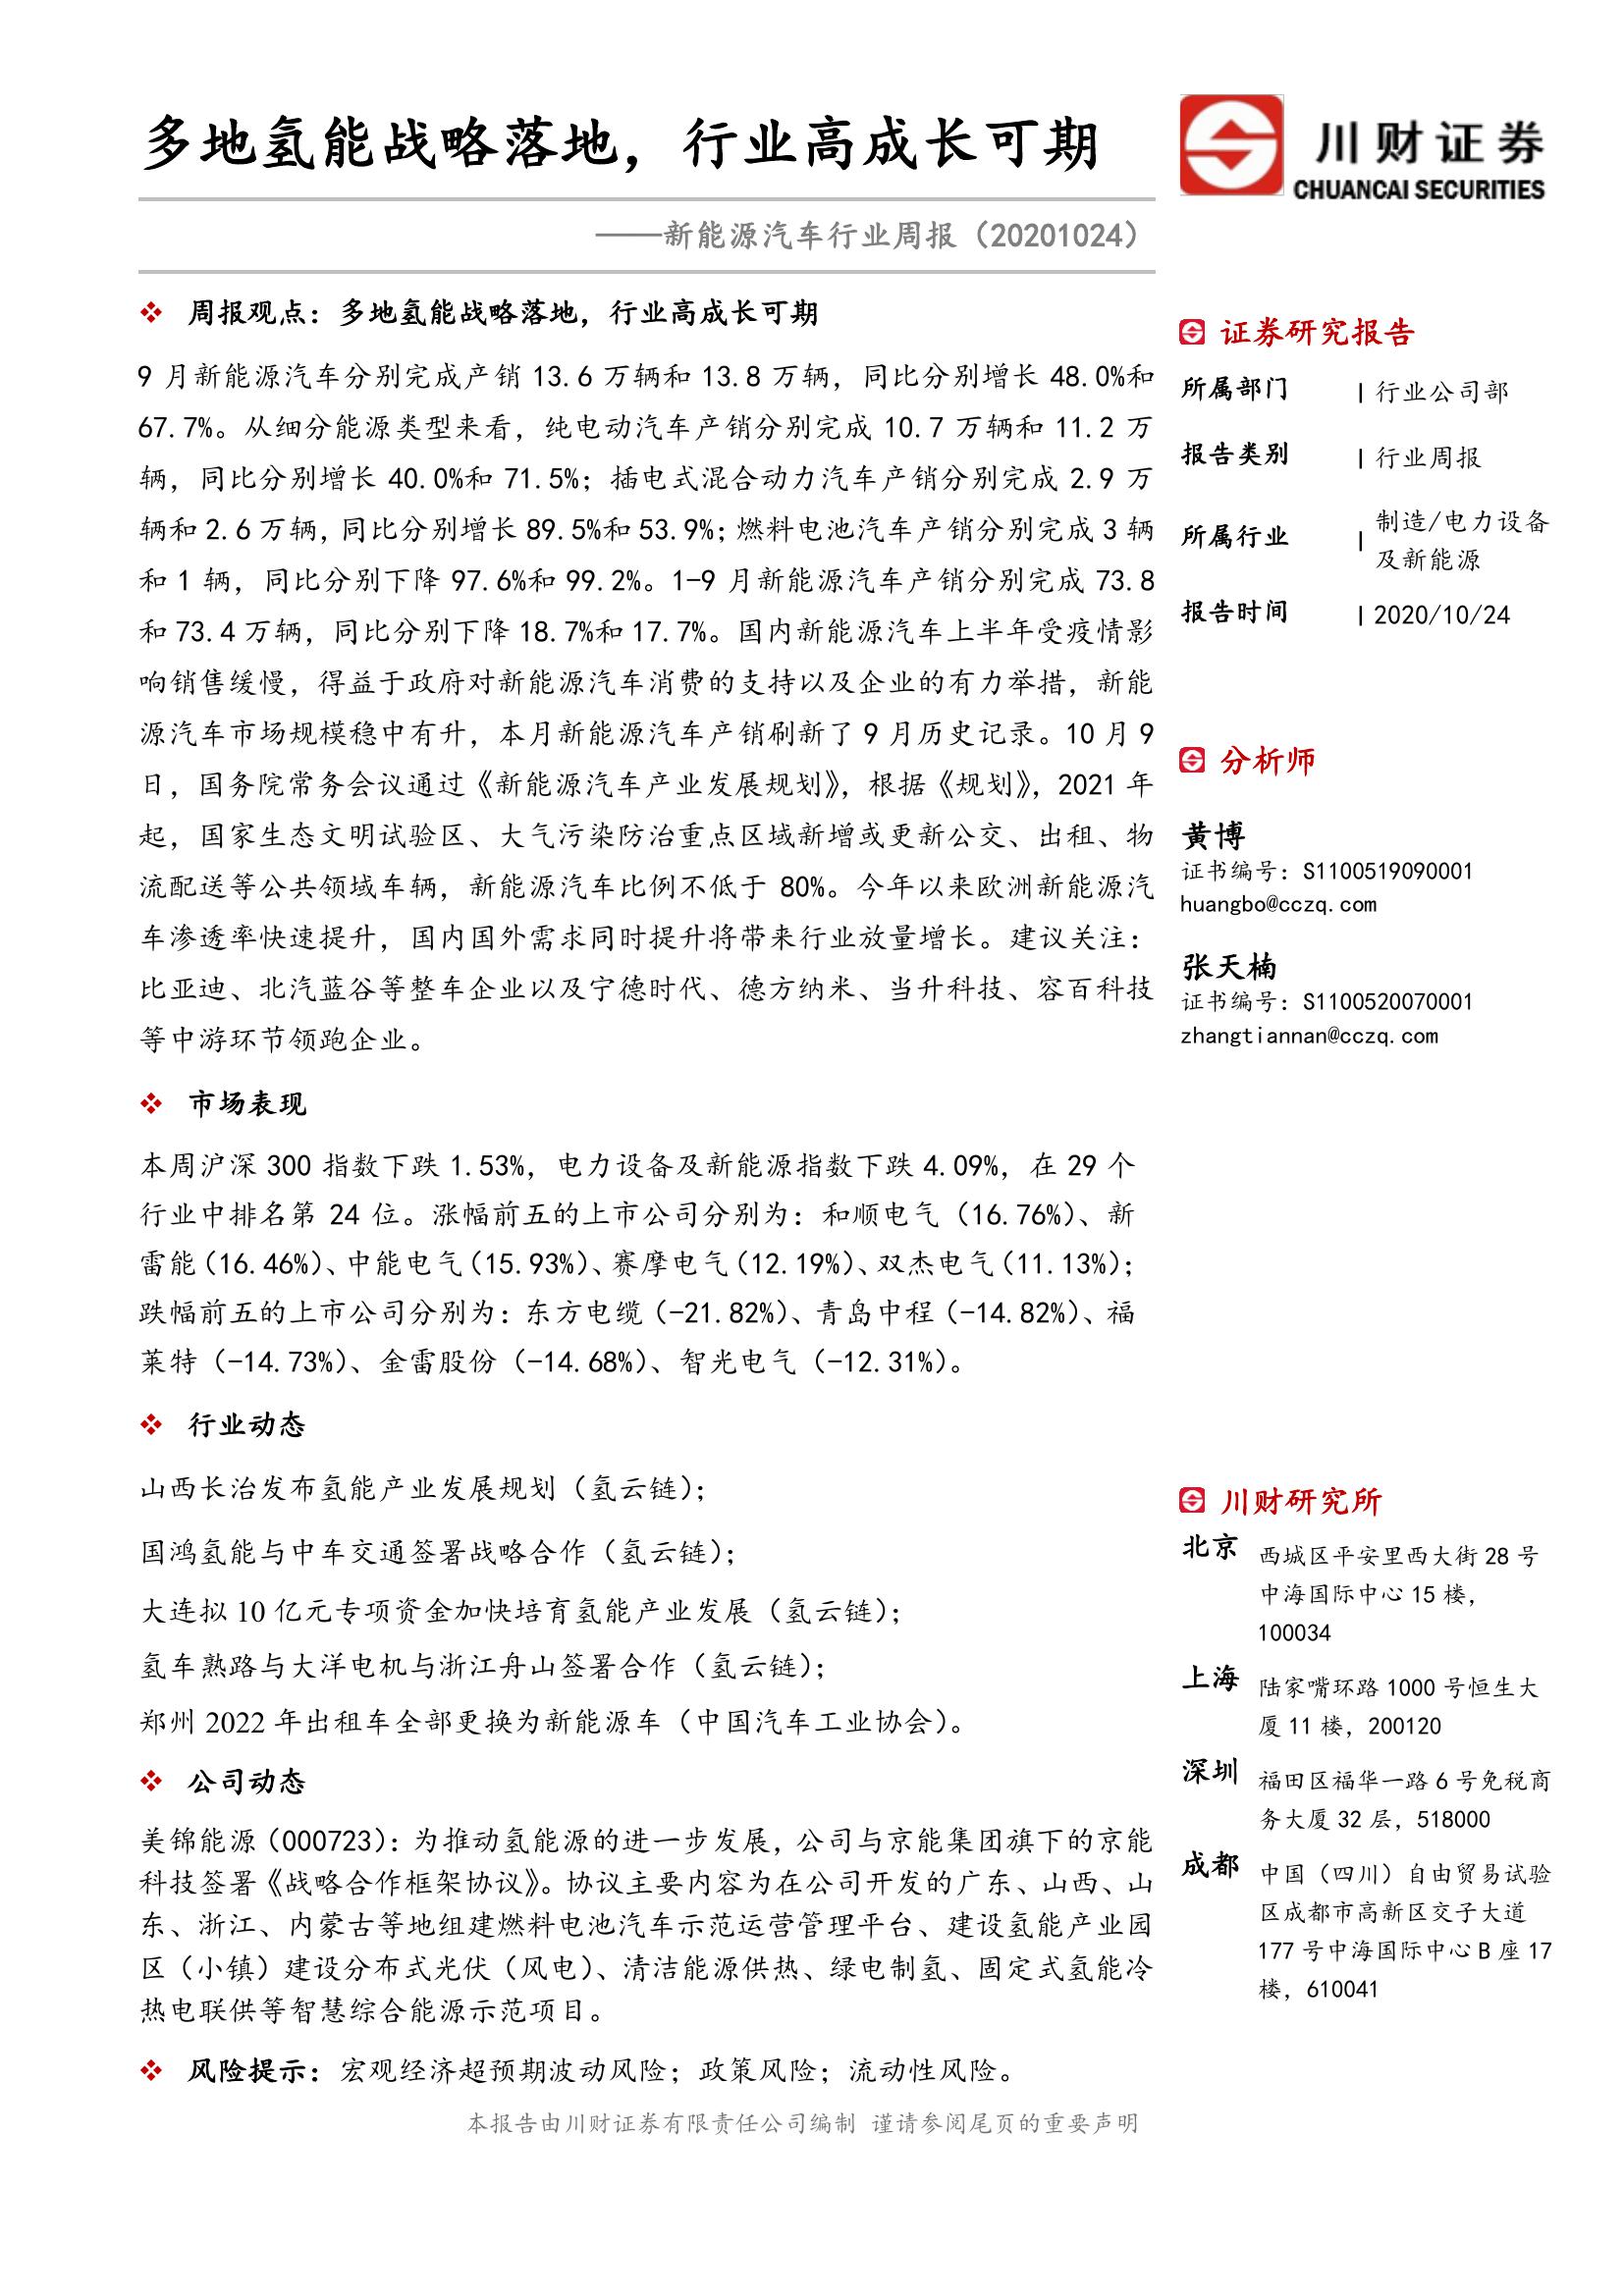 多地氢能战略落地，行业高成长可期
——新能源汽车行业周报（20201024）
川财证券
CHUANCAI SECURITIES
❖ 周报观点：多地氢能战略落地，行业高成长可期
9 月新能源汽车分别完成产销 13.6 万辆和 13.8 万辆，同比分别增长 48.0%和
67.7%。从细分能源类型来看，纯电动汽车产销分别完成 10.7 万辆和 11.2 万
辆，同比分别增长 40.0%和 71.5%；插电式混合动力汽车产销分别完成 2.9 万
辆和 2.6 万辆，同比分别增长 89.5%和 53.9%；燃料电池汽车产销分别完成 3 辆
和 1 辆，同比分别下降 97.6%和 99.2%。1-9 月新能源汽车产销分别完成 73.8
和 73.4 万辆，同比分别下降 18.7%和 17.7%。国内新能源汽车上半年受疫情影
响销售缓慢，得益于政府对新能源汽车消费的支持以及企业的有力举措，新能
源汽车市场规模稳中有升，本月新能源汽车产销刷新了 9 月历史记录。10 月 9
日，国务院常务会议通过《新能源汽车产业发展规划》，根据《规划》，2021 年
起，国家生态文明试验区、大气污染防治重点区域新增或更新公交、出租、物
流配送等公共领域车辆，新能源汽车比例不低于 80%。今年以来欧洲新能源汽
车渗透率快速提升，国内国外需求同时提升将带来行业放量增长。建议关注：
比亚迪、北汽蓝谷等整车企业以及宁德时代、德方纳米、当升科技、容百科技
等中游环节领跑企业。
❖ 市场表现
本周沪深 300 指数下跌 1.53%，电力设备及新能源指数下跌 4.09%，在 29 个
行业中排名第 24 位。涨幅前五的上市公司分别为：和顺电气（16.76%）、新
雷能（16.46%）、中能电气（15.93%）、赛摩电气（12.19%）、双杰电气（11.13%）；
跌幅前五的上市公司分别为：东方电缆（-21.82%）、青岛中程（-14.82%）、福
莱特（-14.73%）、金雷股份（-14.68%）、智光电气（-12.31%）。
❖ 行业动态
山西长治发布氢能产业发展规划（氢云链）；
国鸿氢能与中车交通签署战略合作（氢云链）；
大连拟 10 亿元专项资金加快培育氢能产业发展（氢云链）；
氢车熟路与大洋电机与浙江舟山签署合作（氢云链）；
郑州 2022 年出租车全部更换为新能源车（中国汽车工业协会）。
❖ 公司动态
美锦能源（000723）：为推动氢能源的进一步发展，公司与京能集团旗下的京能
科技签署《战略合作框架协议》。协议主要内容为在公司开发的广东、山西、山
东、浙江、内蒙古等地组建燃料电池汽车示范运营管理平台、建设氢能产业园
区（小镇）建设分布式光伏（风电）、清洁能源供热、绿电制氢、固定式氢能冷
热电联供等智慧综合能源示范项目。
❖ 风险提示：宏观经济超预期波动风险；政策风险；流动性风险。
证券研究报告
所属部门 | 行业公司部
报告类别 | 行业周报
所属行业 | 制造/电力设备
及新能源
报告时间 | 2020/10/24
分析师
黄博
证书编号：S1100519090001
huangbo@cczq.com
张天楠
证书编号：S1100520070001
zhangtiannan@cczq.com
川财研究所
北京 西城区平安里西大街 28 号
中海国际中心 15 楼，
100034
上海 陆家嘴环路 1000 号恒生大
厦 11 楼，200120
深圳 福田区福华一路 6 号免税商
务大厦 32 层，518000
成都 中国（四川）自由贸易试验
区成都市高新区交子大道
177 号中海国际中心 B 座 17
楼，610041
本报告由川财证券有限责任公司编制 谨请参阅尾页的重要声明